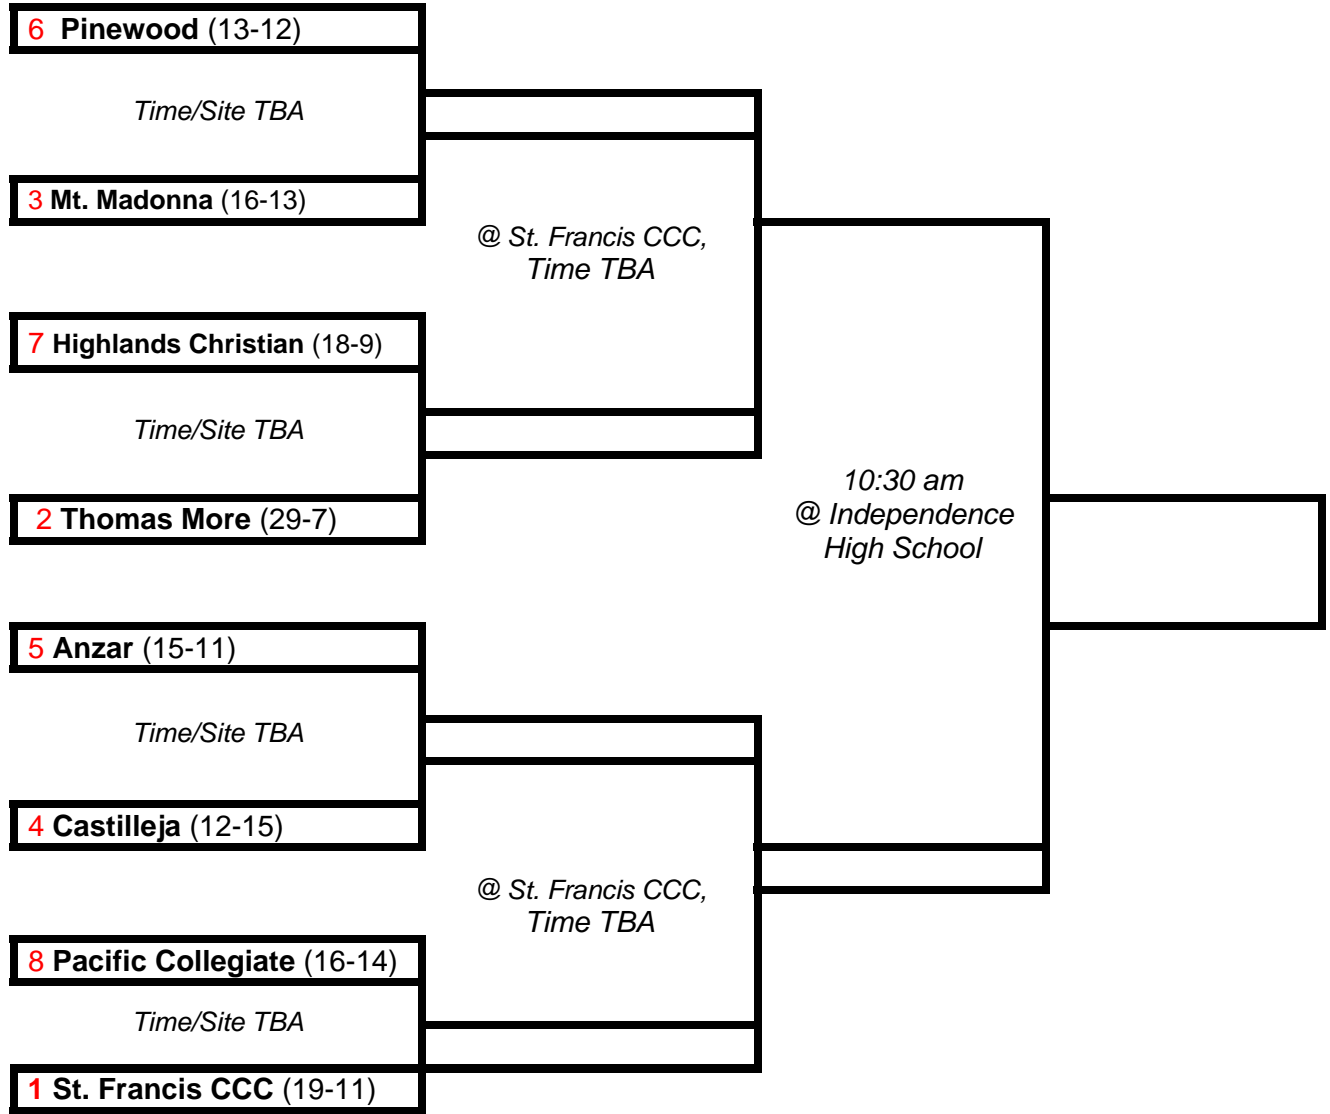 6 Pinewood (13-12)
Time/Site TBA
3 Mt. Madonna (16-13)
@ St. Francis CCC,
Time TBA
7 Highlands Christian (18-9)
Time/Site TBA
2 Thomas More (29-7)
10:30 am
@ Independence
High School
5 Anzar (15-11)
Time/Site TBA
4 Castilleja (12-15)
@ St. Francis CCC,
Time TBA
8 Pacific Collegiate (16-14)
Time/Site TBA
1 St. Francis CCC (19-11)